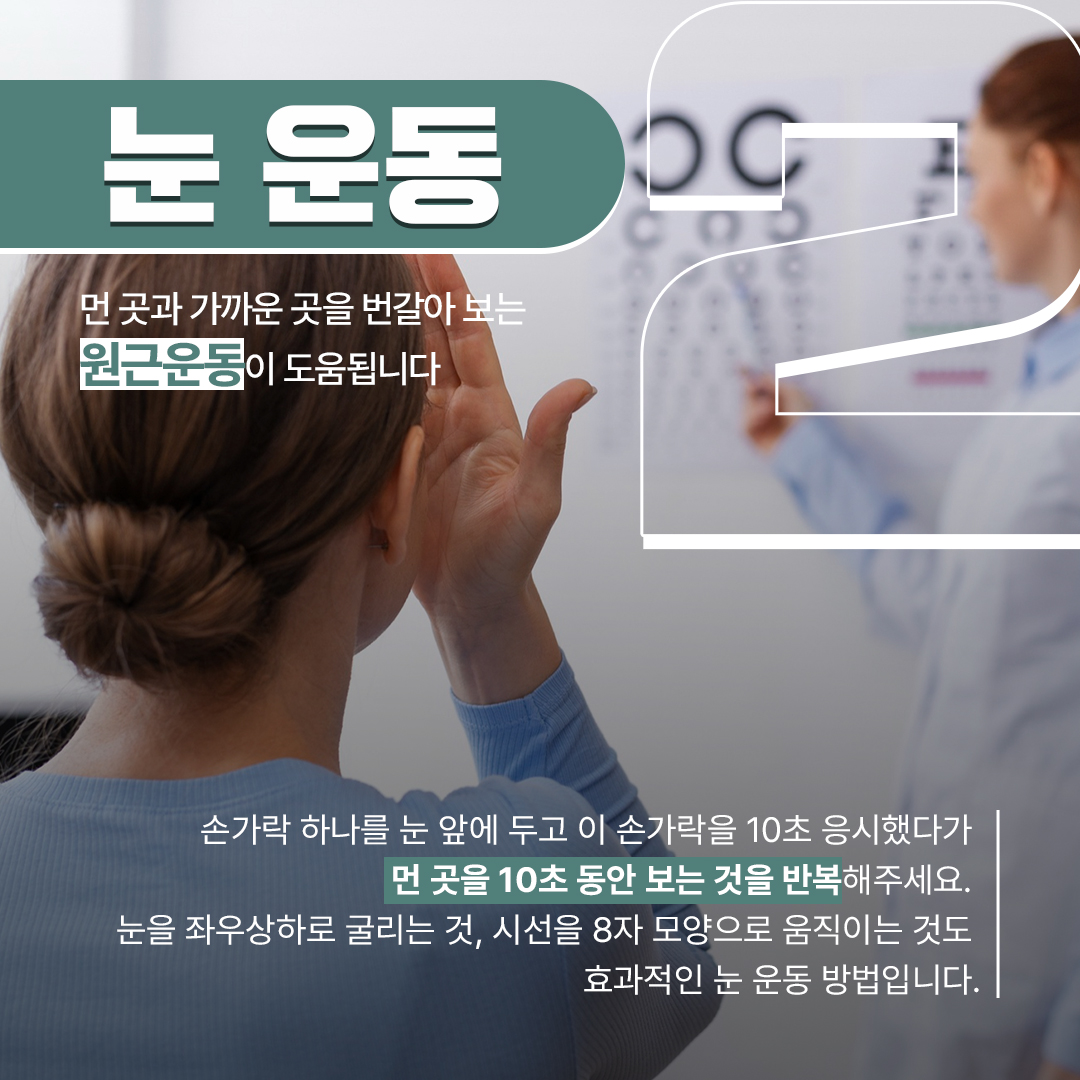 눈 운동
2
먼 곳과 가까운 곳을 번갈아 보는
원근운동이 도움됩니다
손가락 하나를 눈 앞에 두고 이 손가락을 10초 응시했다가
먼 곳을 10초 동안 보는 것을 반복해주세요.
눈을 좌우상하로 굴리는 것, 시선을 8자 모양으로 움직이는 것도
효과적인 눈 운동 방법입니다.